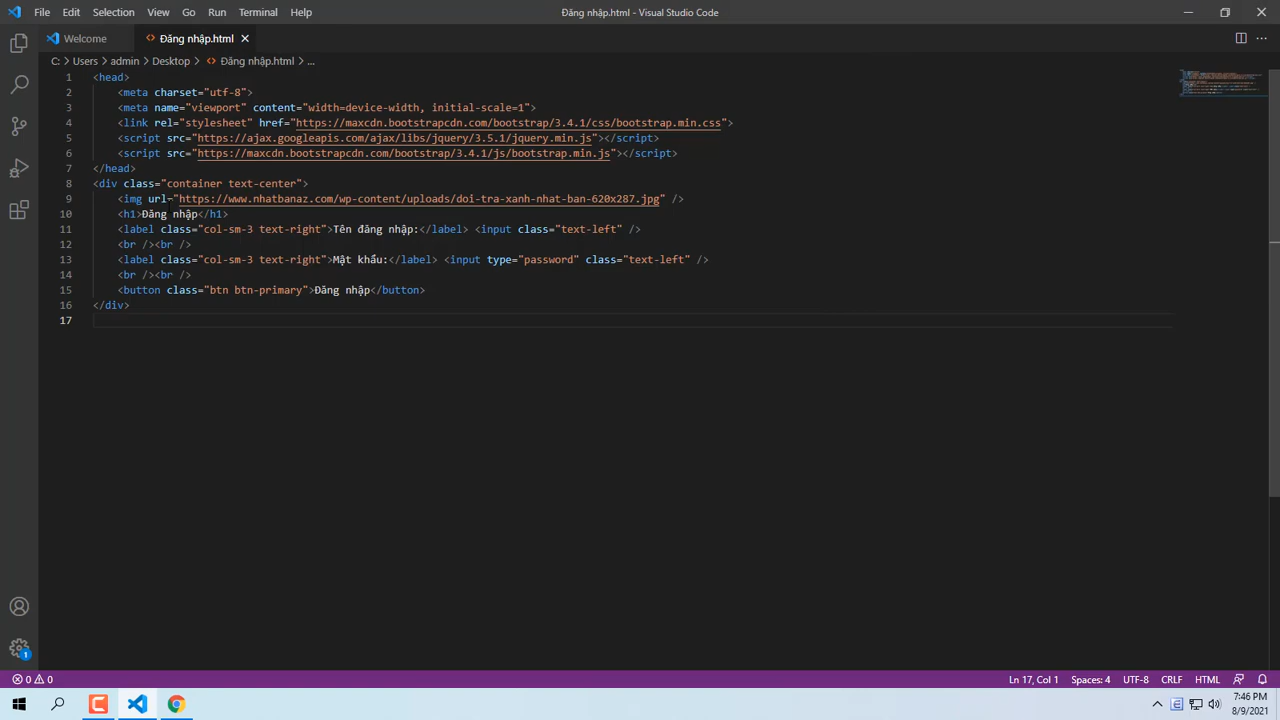 File Edit Selection View Go Run Terminal Help Đăng nhập.html - Visual Studio Code
Welcome Đăng nhập.html
C: > Users > admin > Desktop > Đăng nhập.html > ...
1 <head>
2 <meta charset="utf-8">
3 <meta name="viewport" content="width=device-width, initial-scale=1">
4 <link rel="stylesheet" href="https://maxcdn.bootstrapcdn.com/bootstrap/3.4.1/css/bootstrap.min.css">
5 <script src="https://ajax.googleapis.com/ajax/libs/jquery/3.5.1/jquery.min.js"></script>
6 <script src="https://maxcdn.bootstrapcdn.com/bootstrap/3.4.1/js/bootstrap.min.js"></script>
7 </head>
8 <div class="container text-center">
9 <img url="https://www.nhatbanaz.com/wp-content/uploads/doi-tra-xanh-nhat-ban-620x287.jpg" />
10 <h1>Đăng nhập</h1>
11 <label class="col-sm-3 text-right">Tên đăng nhập:</label> <input class="text-left" />
12 <br /><br />
13 <label class="col-sm-3 text-right">Mật khẩu:</label> <input type="password" class="text-left" />
14 <br /><br />
15 <button class="btn btn-primary">Đăng nhập</button>
16 </div>
17
1
0 0 Ln 17, Col 1 Spaces: 4 UTF-8 CRLF HTML
7:46 PM
8/9/2021